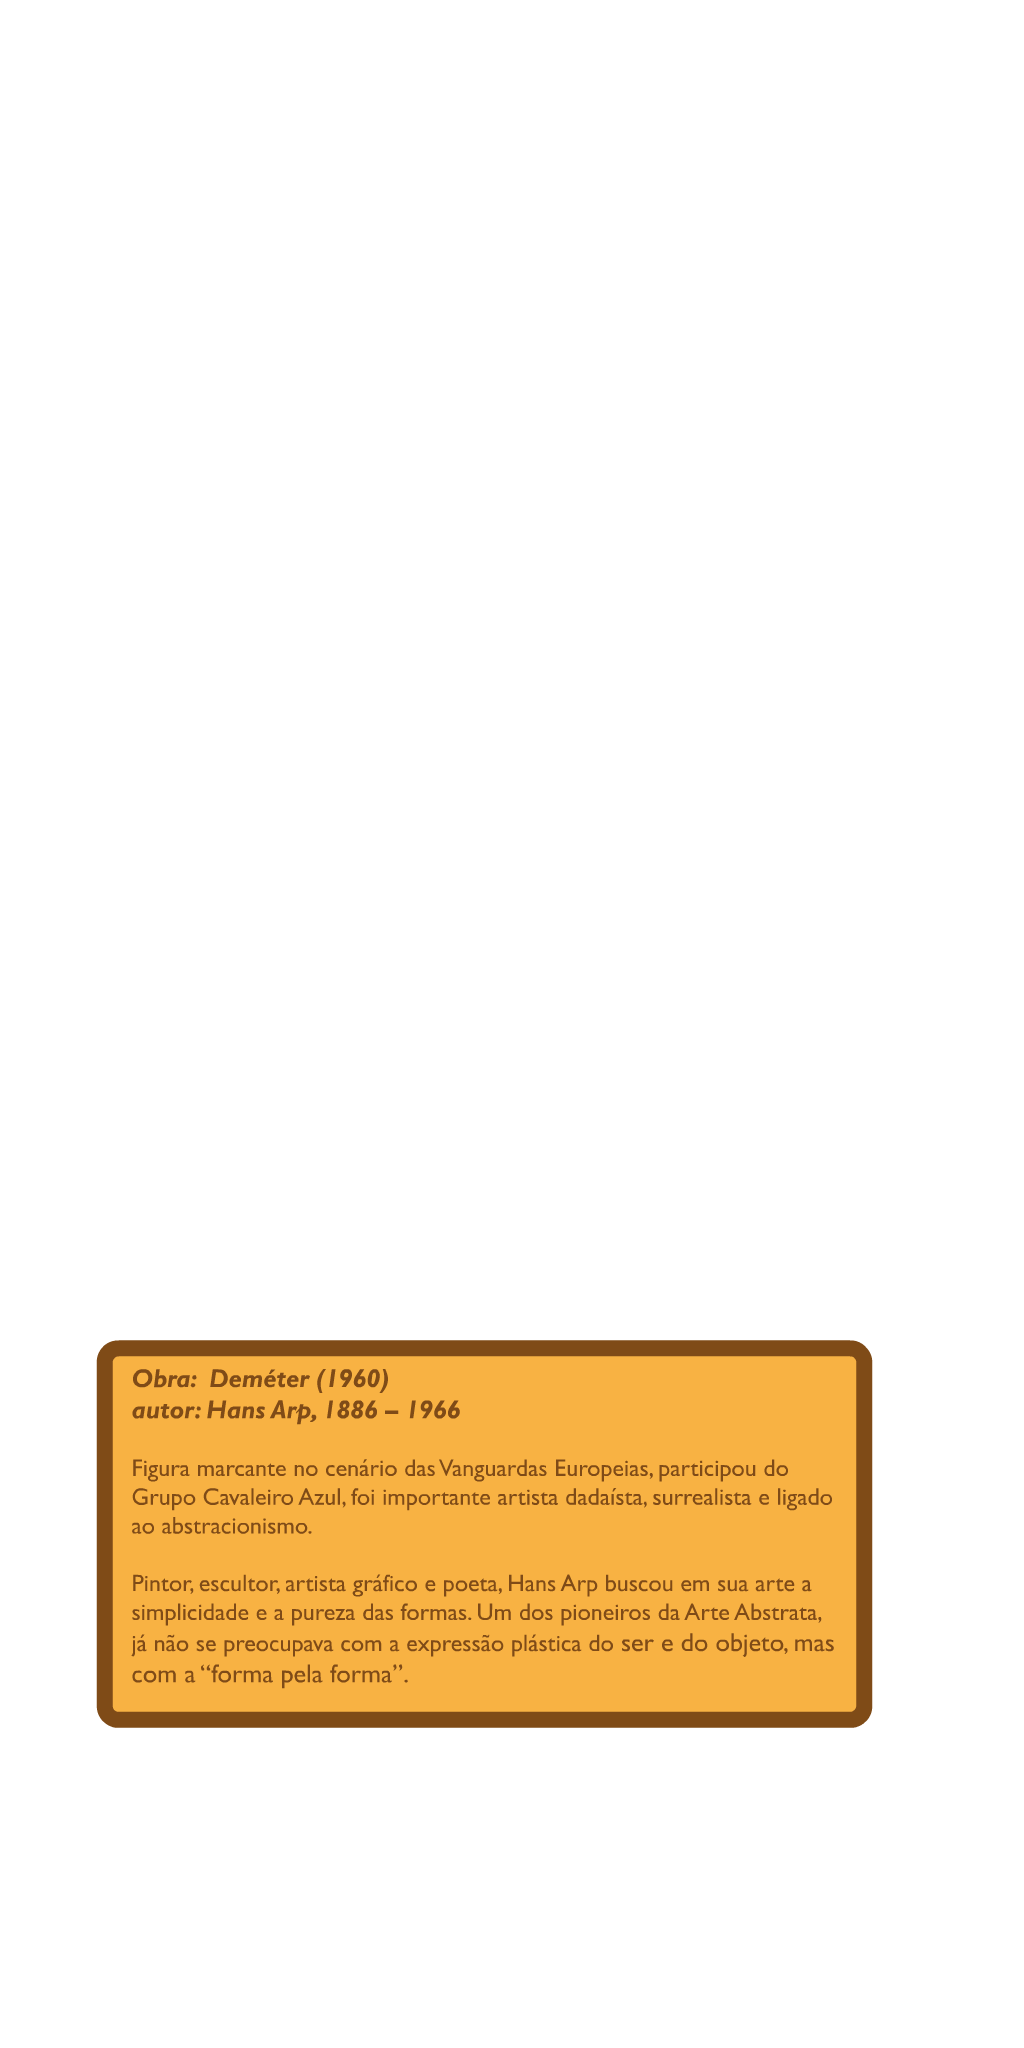 Obra:  Deméter (1960)
autor: Hans Arp, 1886 – 1966
Figura marcante no cenário das Vanguardas Europeias, participou do
Grupo Cavaleiro Azul, foi importante artista dadaísta, surrealista e ligado
ao abstracionismo.
Pintor, escultor, artista gráfico e poeta, Hans Arp buscou em sua arte a
simplicidade e a pureza das formas. Um dos pioneiros da Arte Abstrata,
já não se preocupava com a expressão plástica do ser e do objeto, mas
com a “forma pela forma”.